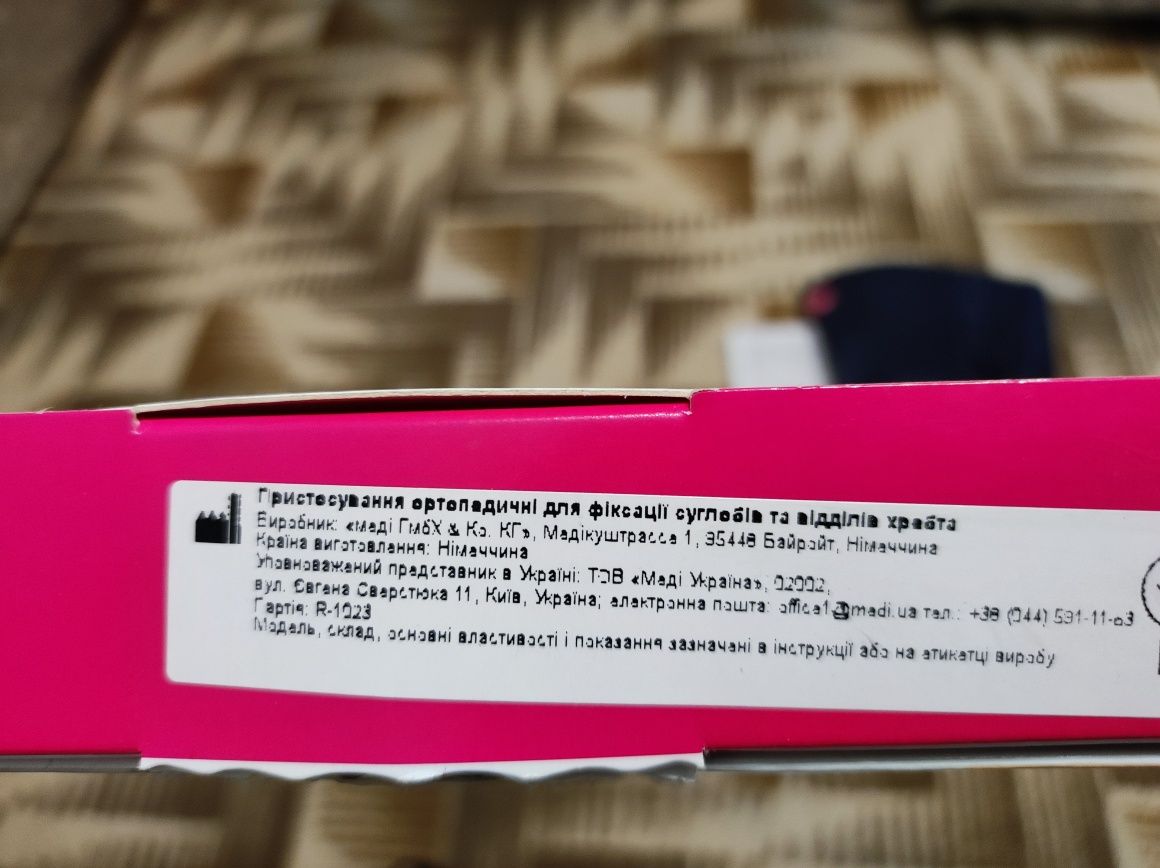 Пристосування ортопедичні для фіксації суглобів та відділів хребта
Виробник: «меді ГмбХ & Ко. КГ», Медікуштрассе 1, 95448 Байройт, Німеччина
Країна виготовлення: Німеччина
Уповноважений представник в Україні: ТОВ «Меді Україна», 02002,
вул. Євгена Сверстюка 11, Київ, Україна; електронна пошта: office1@medi.ua тел.: +38 (044) 591-11-63
Партія: R-1023
Модель, склад, основні властивості і показання зазначені в інструкції або на етикетці виробу